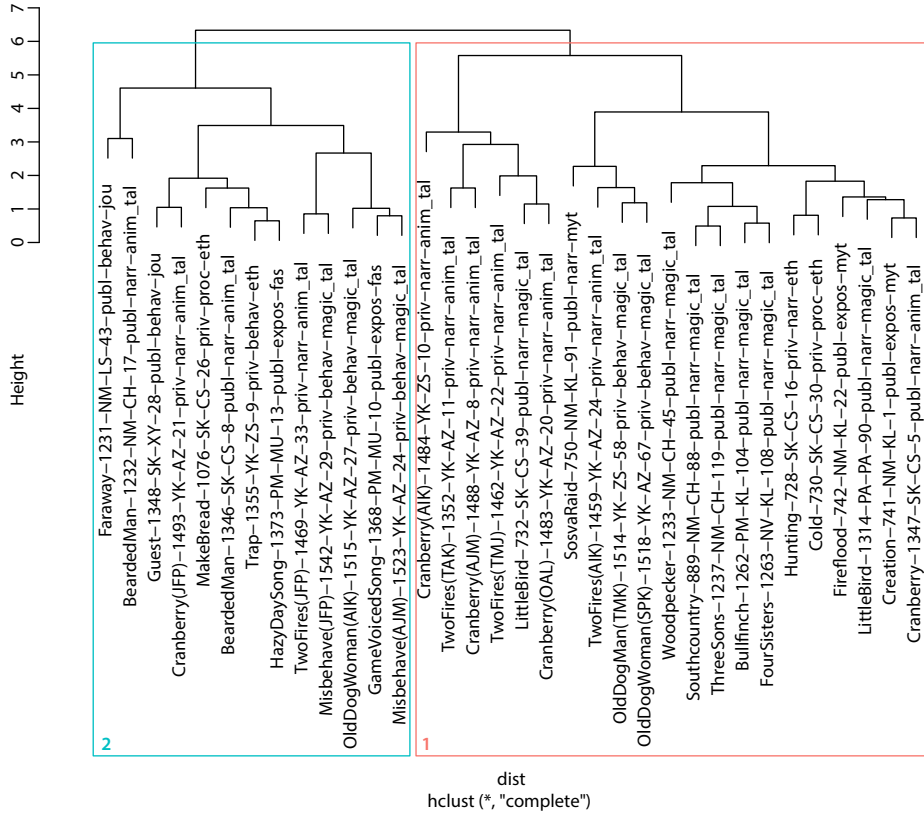 7
6
5
4
3
2
1
0
Height
Faraway−1231−NM−LS−43−publ−behav−jou
BeardedMan−1232−NM−CH−17−publ−narr−anim_tal
Guest−1348−SK−XY−28−publ−behav−jou
Cranberry(JFP)−1493−YK−AZ−21−priv−narr−anim_tal
MakeBread−1076−SK−CS−26−priv−proc−eth
BeardedMan−1346−SK−CS−8−publ−narr−anim_tal
Trap−1355−YK−ZS−9−priv−behav−eth
HazyDaySong−1373−PM−MU−13−publ−expos−fas
TwoFires(JFP)−1469−YK−AZ−33−priv−narr−anim_tal
Misbehave(JFP)−1542−YK−AZ−29−priv−behav−magic_tal
OldDogWoman(AIK)−1515−YK−AZ−27−priv−behav−magic_tal
GameVoicedSong−1368−PM−MU−10−publ−expos−fas
Misbehave(AJM)−1523−YK−AZ−24−priv−behav−magic_tal
Cranberry(AIK)−1484−YK−ZS−10−priv−narr−anim_tal
TwoFires(TAK)−1352−YK−AZ−11−priv−narr−anim_tal
Cranberry(AJM)−1488−YK−AZ−8−priv−narr−anim_tal
TwoFires(TMJ)−1462−YK−AZ−22−priv−narr−anim_tal
LittleBird−732−SK−CS−39−publ−narr−magic_tal
Cranberry(OAL)−1483−YK−AZ−20−priv−narr−anim_tal
SosvaRaid−750−NM−KL−91−publ−narr−myt
TwoFires(AIK)−1459−YK−AZ−24−priv−narr−anim_tal
OldDogMan(TMK)−1514−YK−ZS−58−priv−behav−magic_tal
OldDogWoman(SPK)−1518−YK−AZ−67−priv−behav−magic_tal
Woodpecker−1233−NM−CH−45−publ−narr−magic_tal
Southcountry−889−NM−CH−88−publ−narr−magic_tal
ThreeSons−1237−NM−CH−119−publ−narr−magic_tal
Bullfinch−1262−PM−KL−104−publ−narr−magic_tal
FourSisters−1263−NV−KL−108−publ−narr−magic_tal
Hunting−728−SK−CS−16−priv−narr−eth
Cold−730−SK−CS−30−priv−proc−eth
Fireflood−742−NM−KL−22−publ−expos−myt
LittleBird−1314−PA−PA−90−publ−narr−magic_tal
Creation−741−NM−KL−1−publ−expos−myt
Cranberry−1347−SK−CS−5−publ−narr−anim_tal
2
1
dist
hclust (*, "complete")